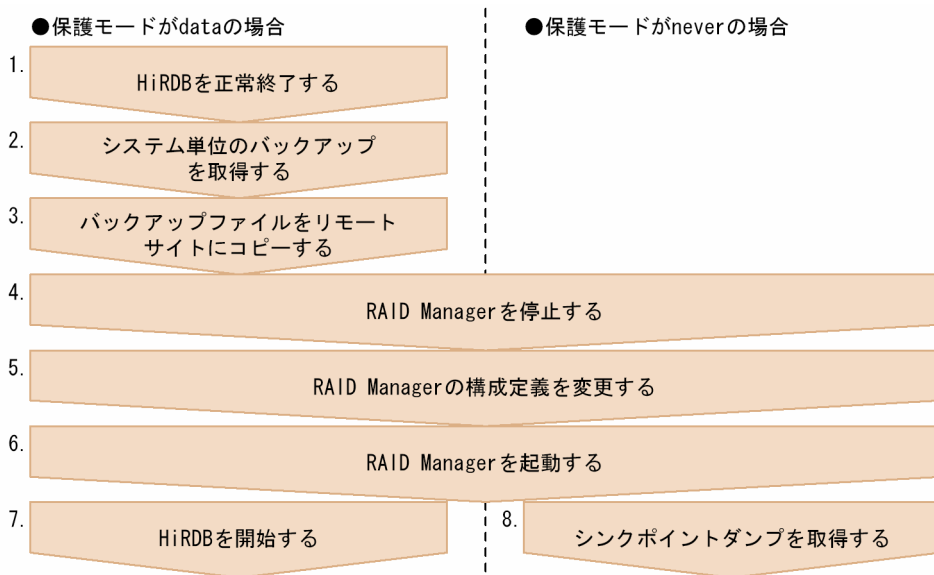 ●保護モードがdataの場合
●保護モードがneverの場合
1.
HiRDBを正常終了する
2.
システム単位のバックアップ
を取得する
3.
バックアップファイルをリモート
サイトにコピーする
4.
RAID Managerを停止する
5.
RAID Managerの構成定義を変更する
6.
RAID Managerを起動する
7.
HiRDBを開始する
8.
シンクポイントダンプを取得する